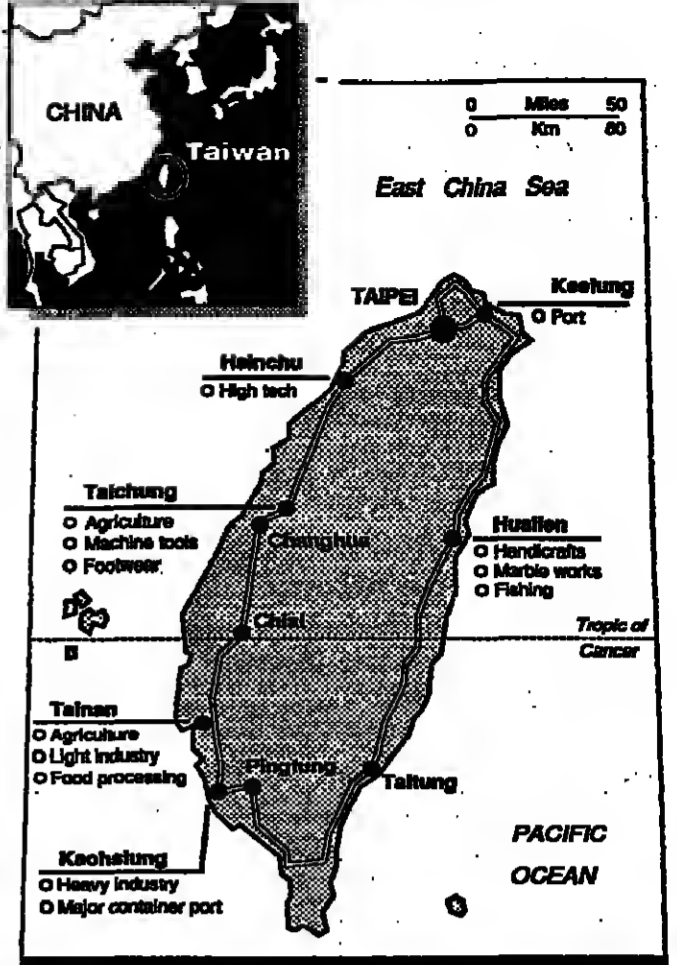 CHINA
Taiwan
0 Miles 50
0 Km 80
East China Sea
TAIPEI
Keelung
O Port
Hsinchu
O High tech
Taichung
O Agriculture
O Machine tools
O Footwear
Changhua
Hualien
O Handicrafts
O Marble works
O Fishing
Chiai
Tropic of
Cancer
Tainan
O Agriculture
O Light industry
O Food processing
Pingtung
Taitung
Kaohsiung
O Heavy industry
O Major container port
PACIFIC
OCEAN